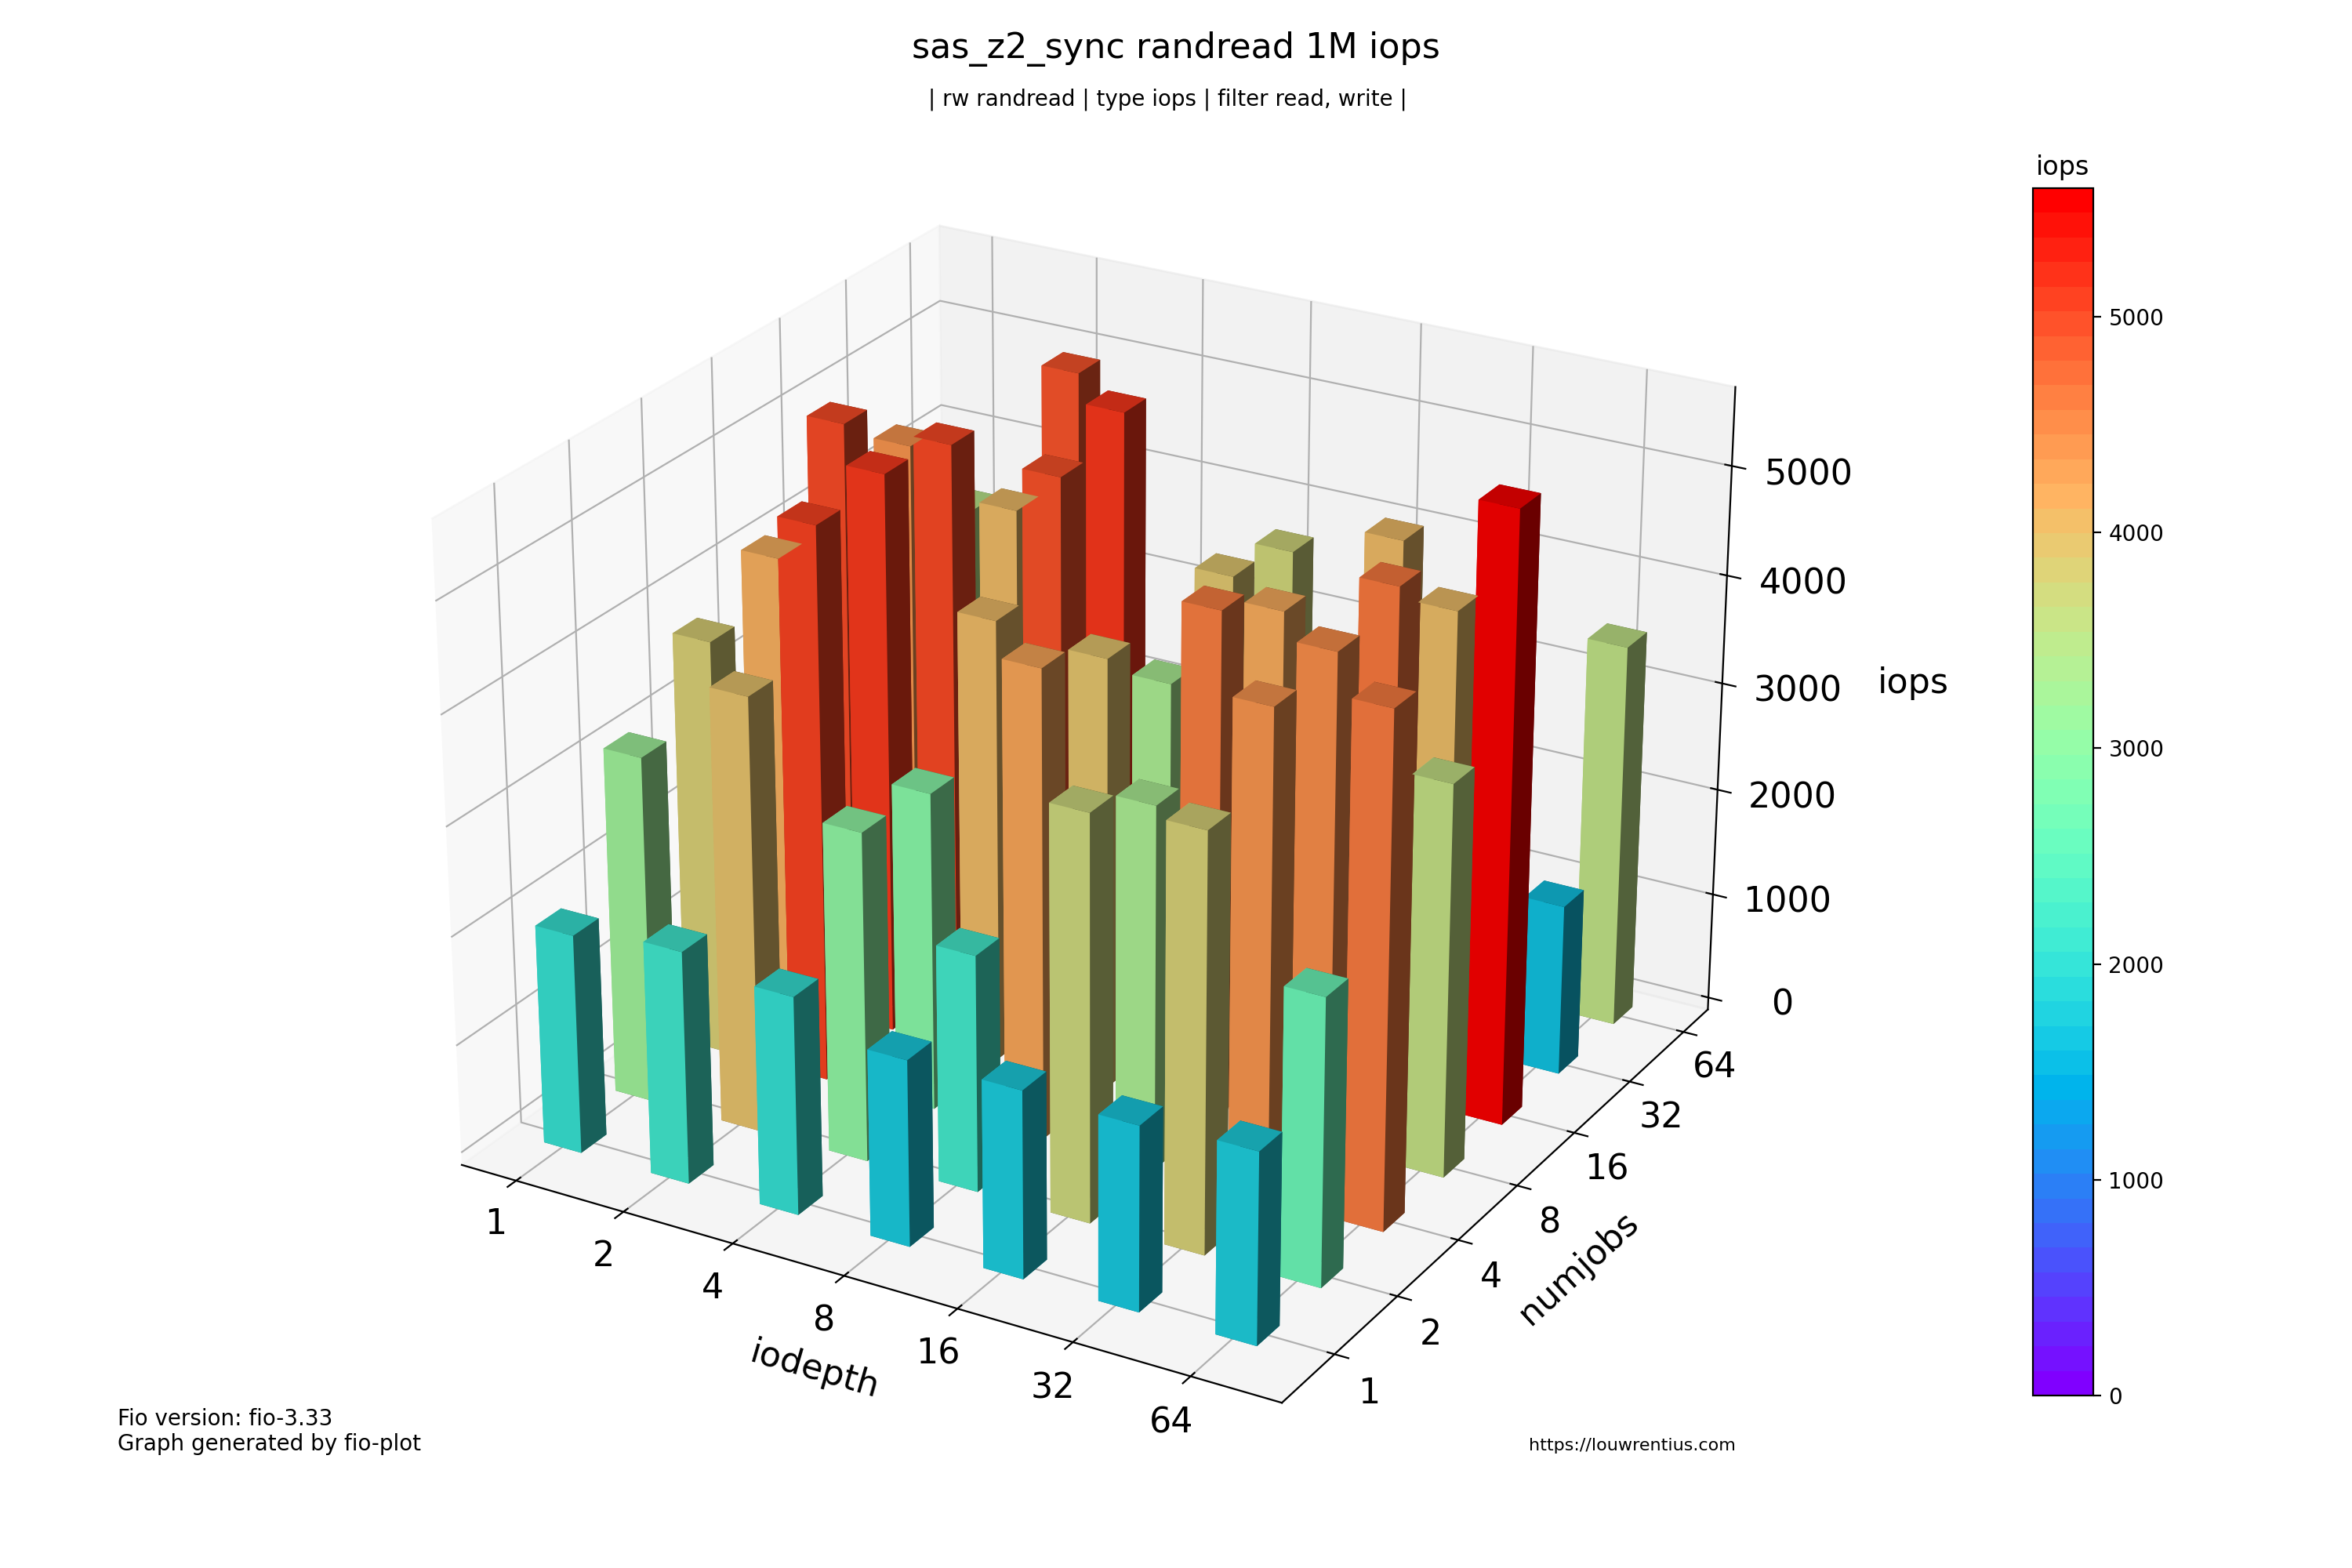 sas_z2_sync randread 1M iops
| rw randread | type iops | filter read, write |
iops
5000
4000
3000
2000
1000
0
5000
4000
3000
2000
1000
0
iops
64
32
16
8
4
2
1
numjobs
1
2
4
8
16
32
64
iodepth
Fio version: fio-3.33
Graph generated by fio-plot
https://louwrentius.com